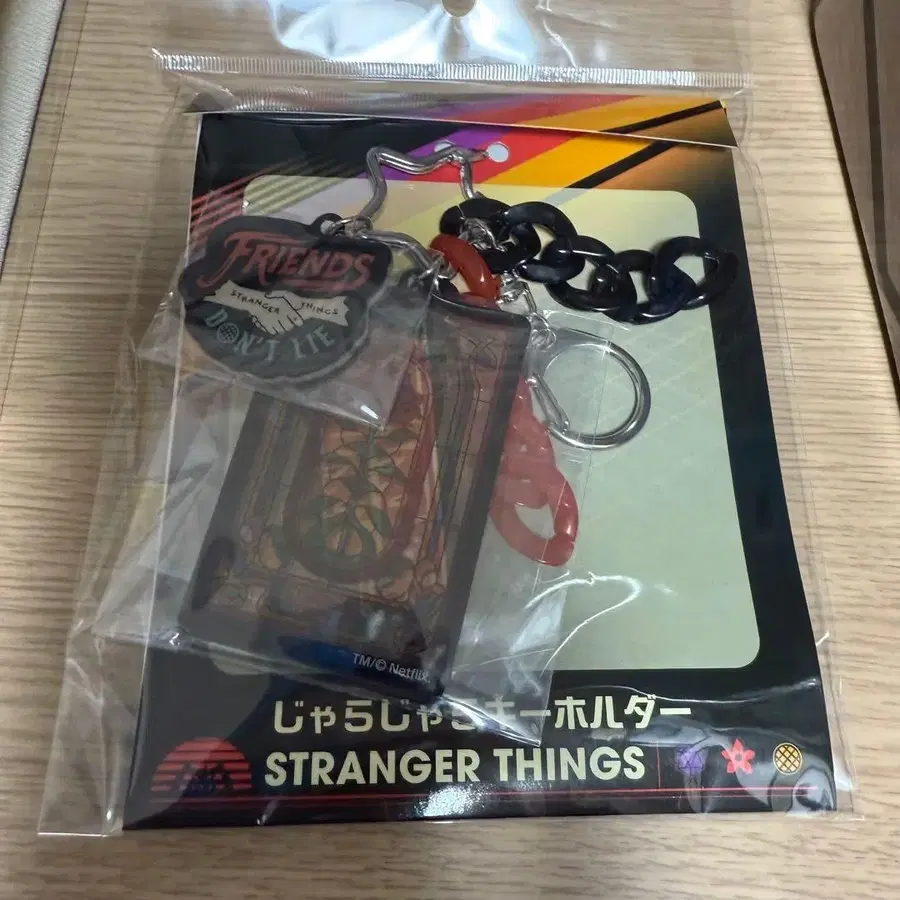 FRIENDS
STRANGER THINGS
DON'T LIE
TM/© Netflix
じゃらじゃらキーホルダー
STRANGER THINGS